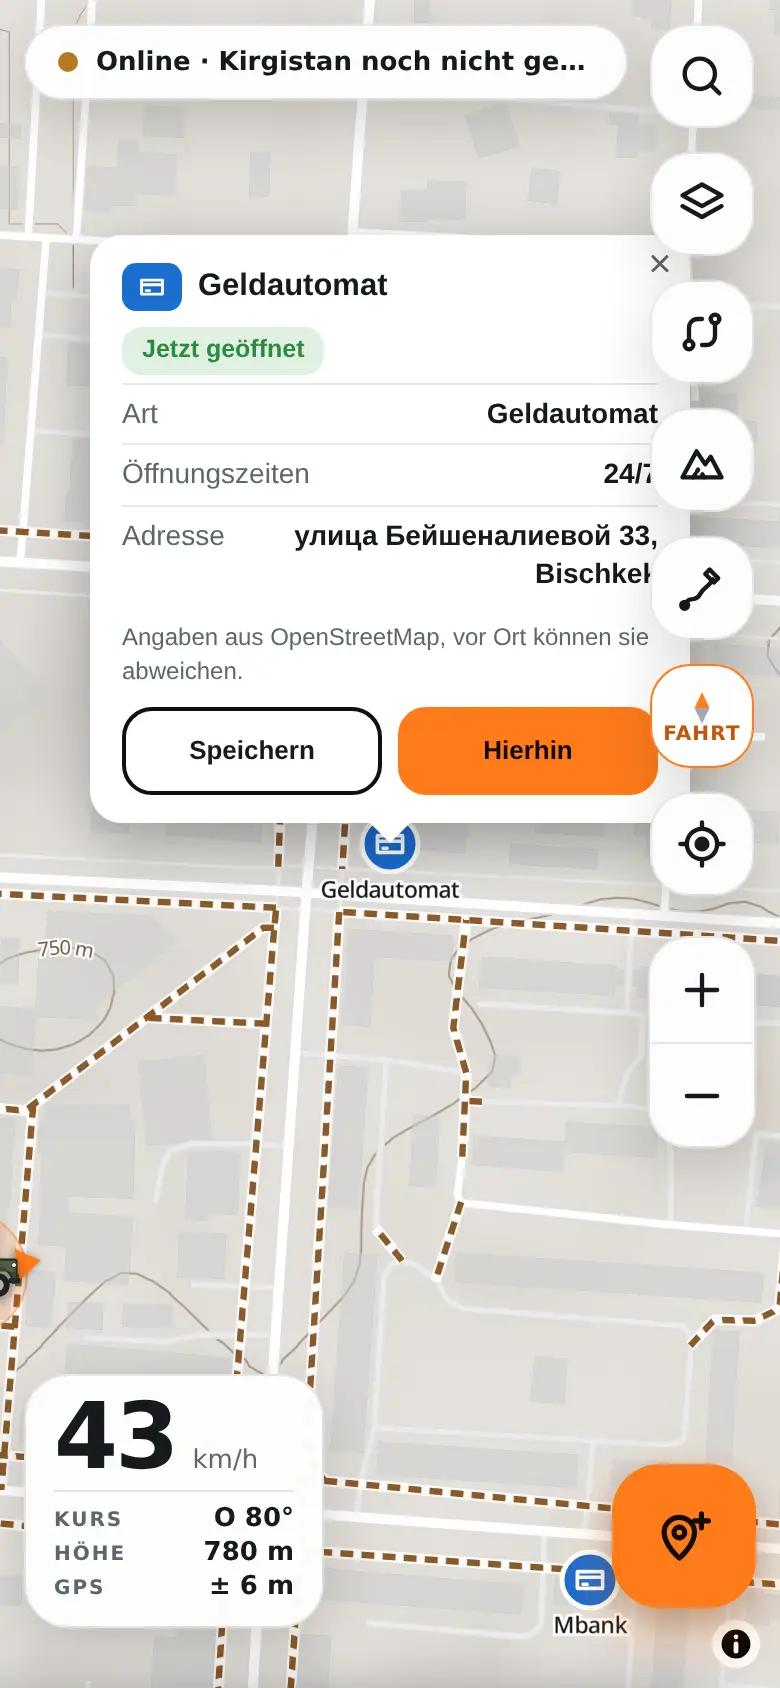 Online · Kirgistan noch nicht ge…
Geldautomat
Jetzt geöffnet
Art Geldautomat
Öffnungszeiten 24/7
Adresse улица Бейшеналиевой 33,
Bischkek
Angaben aus OpenStreetMap, vor Ort können sie
abweichen.
Speichern Hierhin
FAHRT
Geldautomat
750 m
43 km/h
KURS O 80°
HÖHE 780 m
GPS ± 6 m
Mbank